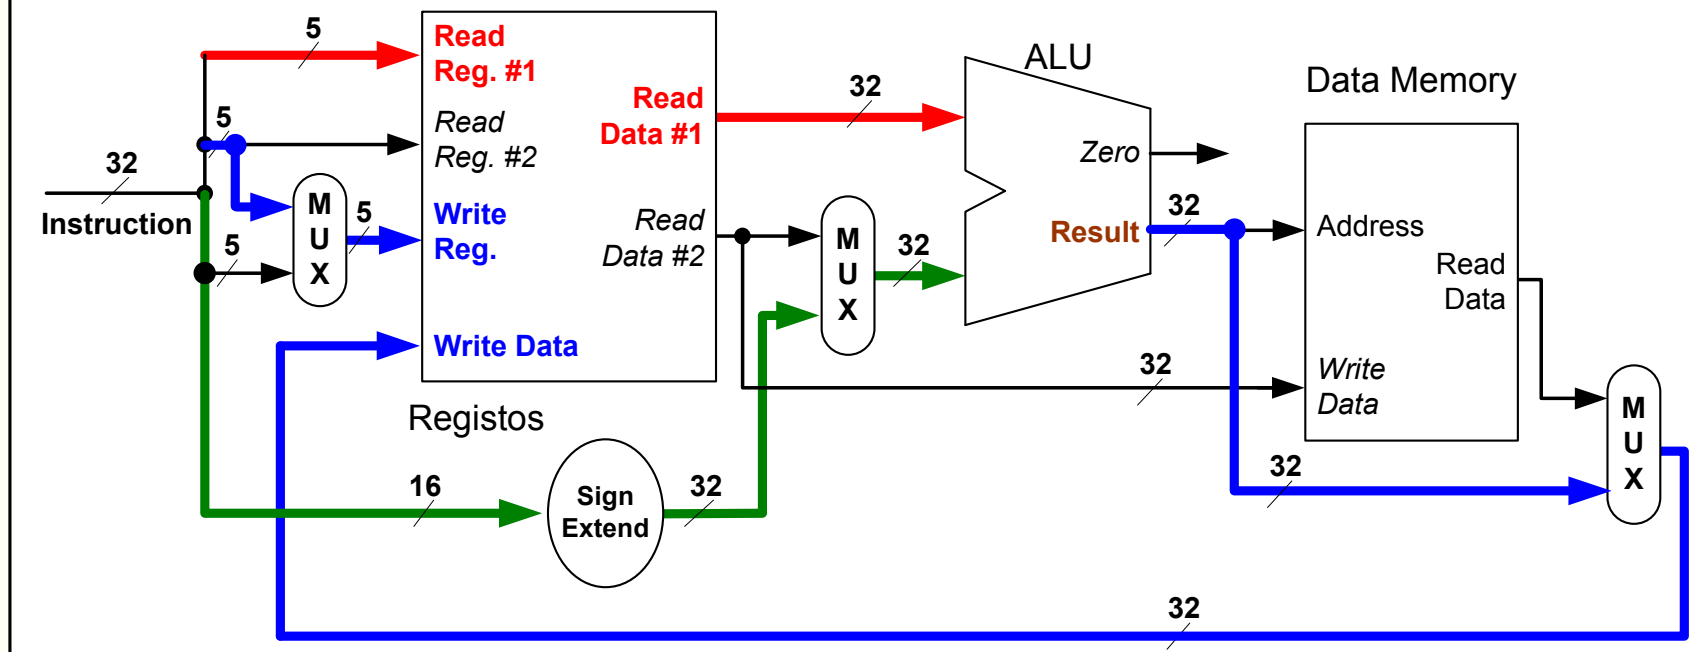 5
Read
Reg. #1
5
Read
Reg. #2
32
Instruction
M
U
X
5
5
Write
Reg.
Write Data
Read
Data #1
Read
Data #2
Registos
16
Sign
Extend
32
32
M
U
X
32
ALU
Zero
Result
32
32
32
Data Memory
Address
Read
Data
Write
Data
M
U
X
32